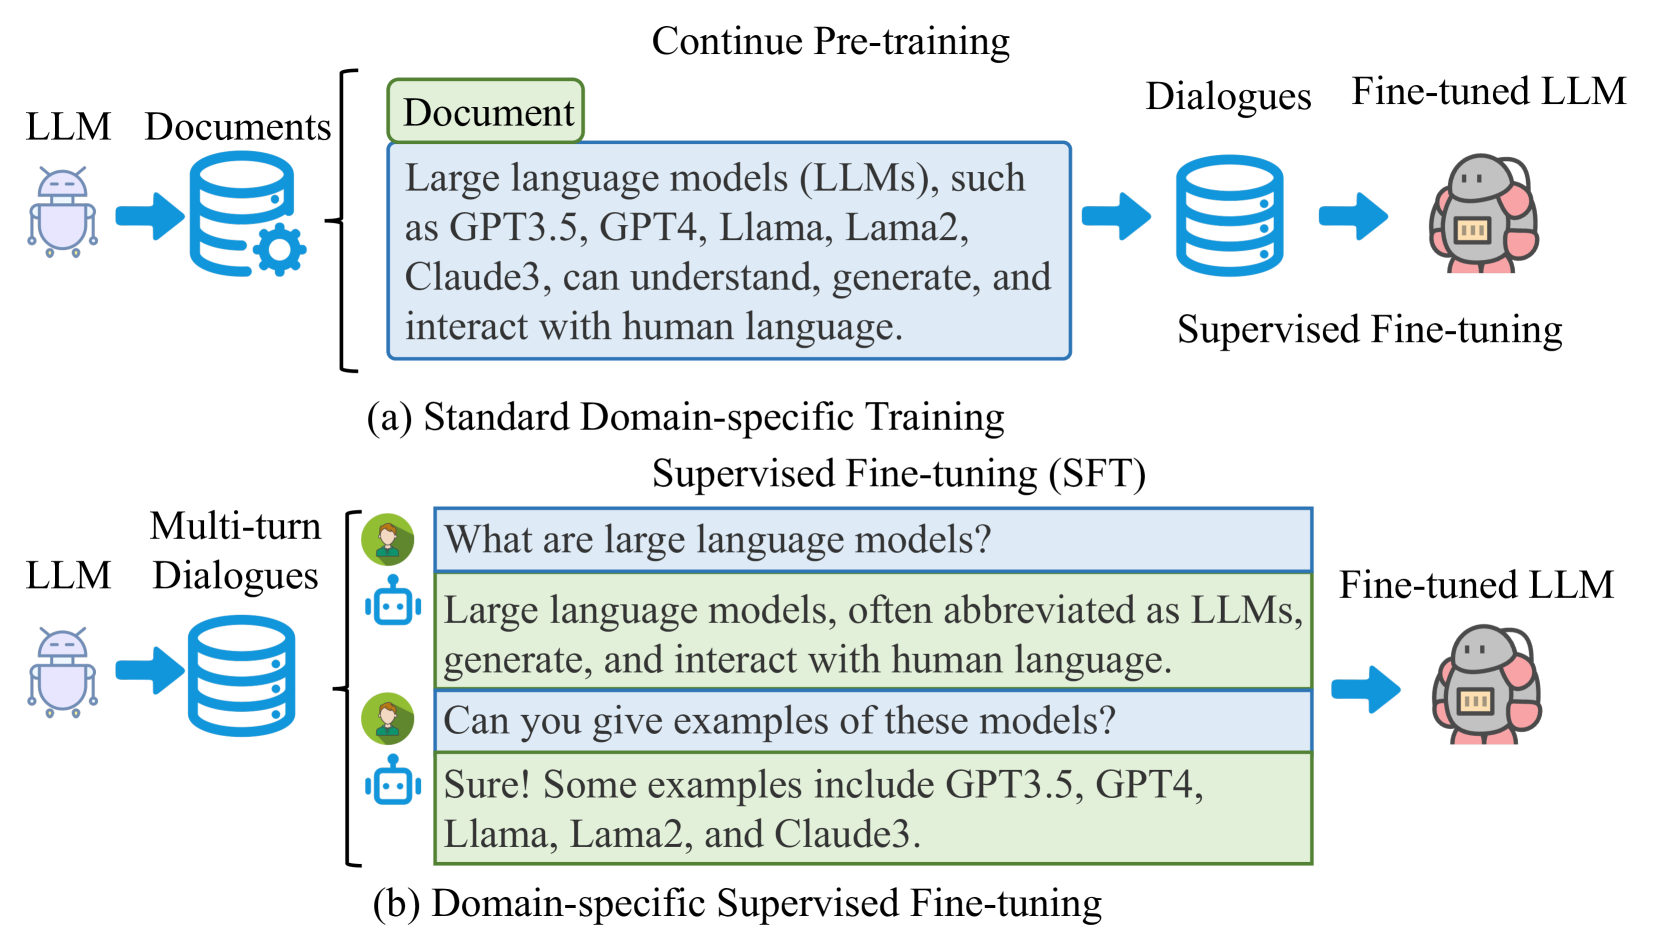 Continue Pre-training
LLM
Documents
Document
Large language models (LLMs), such
as GPT3.5, GPT4, Llama, Lama2,
Claude3, can understand, generate, and
interact with human language.
Dialogues
Fine-tuned LLM
Supervised Fine-tuning
(a) Standard Domain-specific Training
Supervised Fine-tuning (SFT)
LLM
Multi-turn
Dialogues
What are large language models?
Large language models, often abbreviated as LLMs,
generate, and interact with human language.
Can you give examples of these models?
Sure! Some examples include GPT3.5, GPT4,
Llama, Lama2, and Claude3.
Fine-tuned LLM
(b) Domain-specific Supervised Fine-tuning